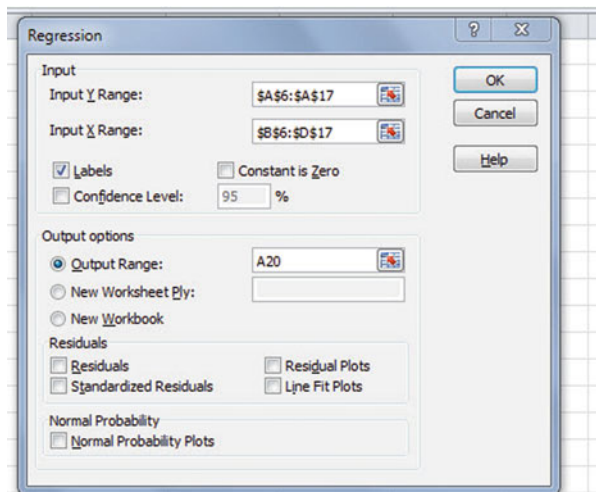 Regression
?
Input
Input Y Range: $A$6:$A$17
Input X Range: $B$6:$D$17
Labels Constant is Zero
Confidence Level: 95 %
OK
Cancel
Help
Output options
Output Range: A20
New Worksheet Ply:
New Workbook
Residuals
Residuals Residual Plots
Standardized Residuals Line Fit Plots
Normal Probability
Normal Probability Plots